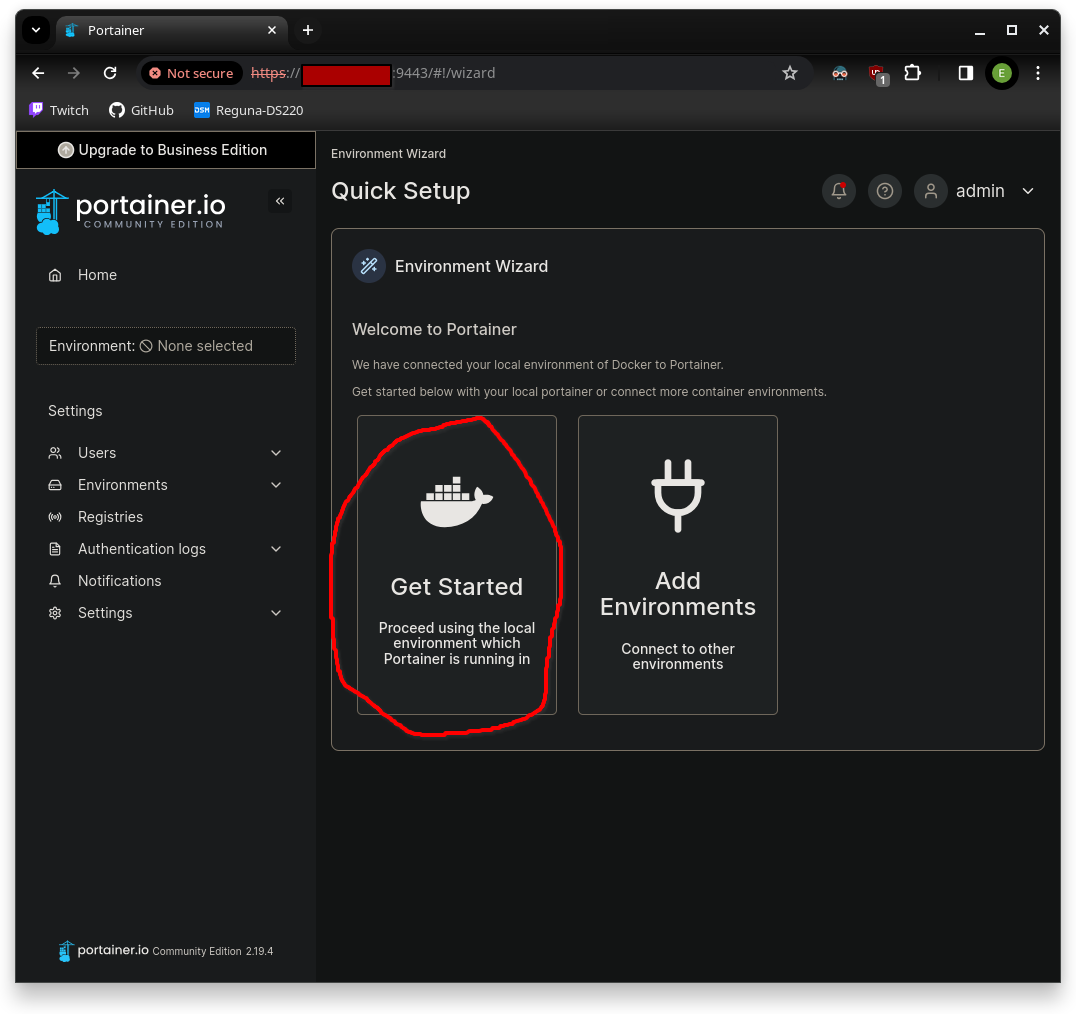 Portainer
Not secure https:// :9443/#!/wizard
1
E
Twitch GitHub DSM Reguna-DS220
Upgrade to Business Edition
portainer.io
COMMUNITY EDITION
Home
Environment: None selected
Settings
Users
Environments
Registries
Authentication logs
Notifications
Settings
portainer.io Community Edition 2.19.4
Environment Wizard
Quick Setup
admin
Environment Wizard
Welcome to Portainer
We have connected your local environment of Docker to Portainer.
Get started below with your local portainer or connect more container environments.
Get Started
Proceed using the local
environment which
Portainer is running in
Add
Environments
Connect to other
environments